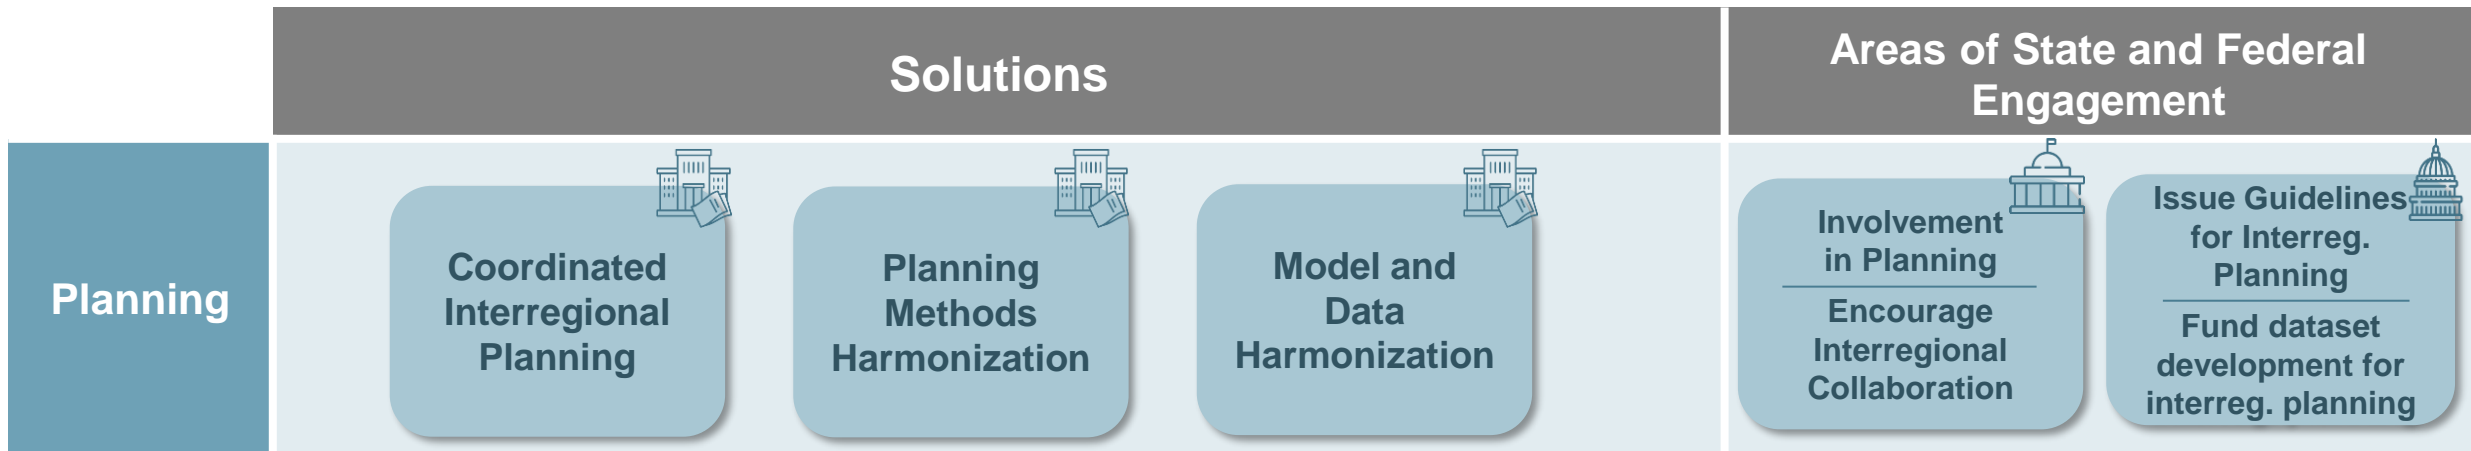 Solutions
Areas of State and Federal
Engagement
Planning
Coordinated
Interregional
Planning
Planning
Methods
Harmonization
Model and
Data
Harmonization
Involvement
in Planning
Encourage
Interregional
Collaboration
Issue Guidelines
for Interreg.
Planning
Fund dataset
development for
interreg. planning